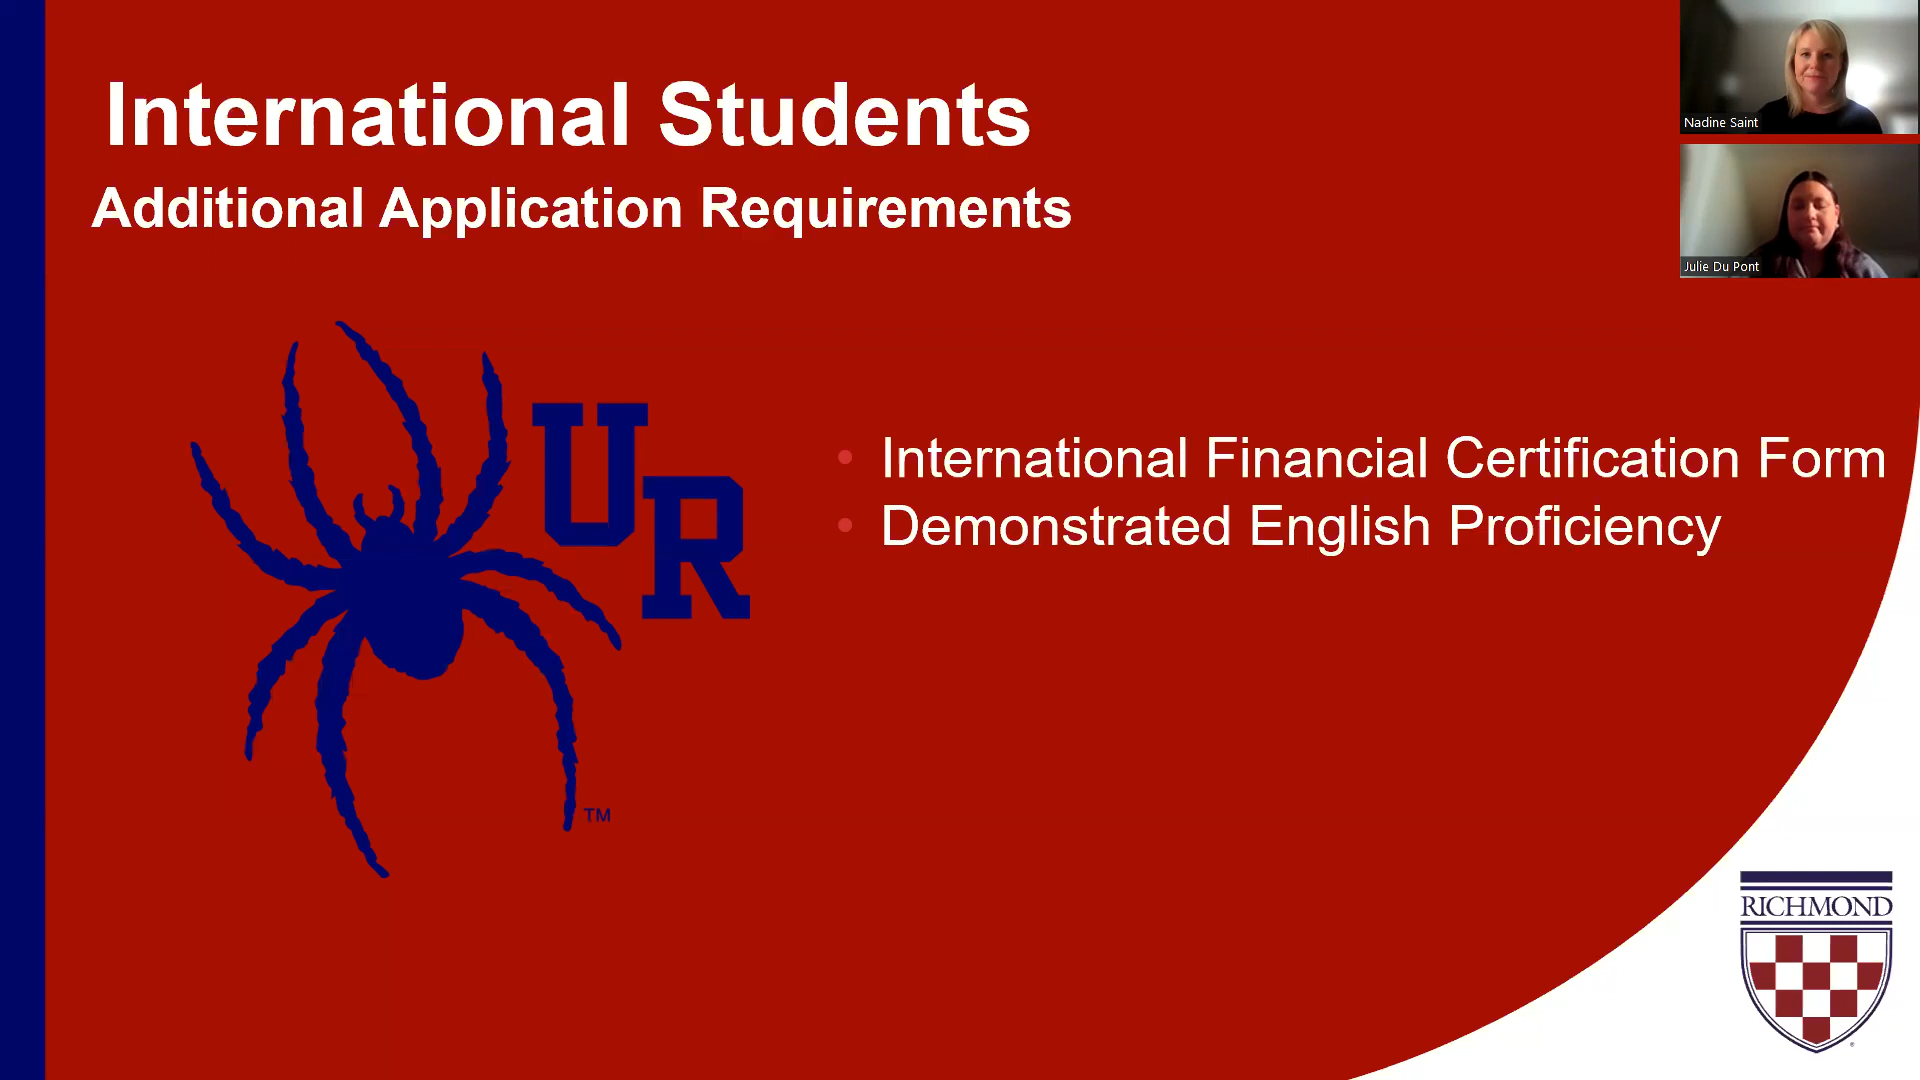 International Students
Additional Application Requirements
Nadine Saint
Julie Du Pont
UR
• International Financial Certification Form
• Demonstrated English Proficiency
TM
RICHMOND
®